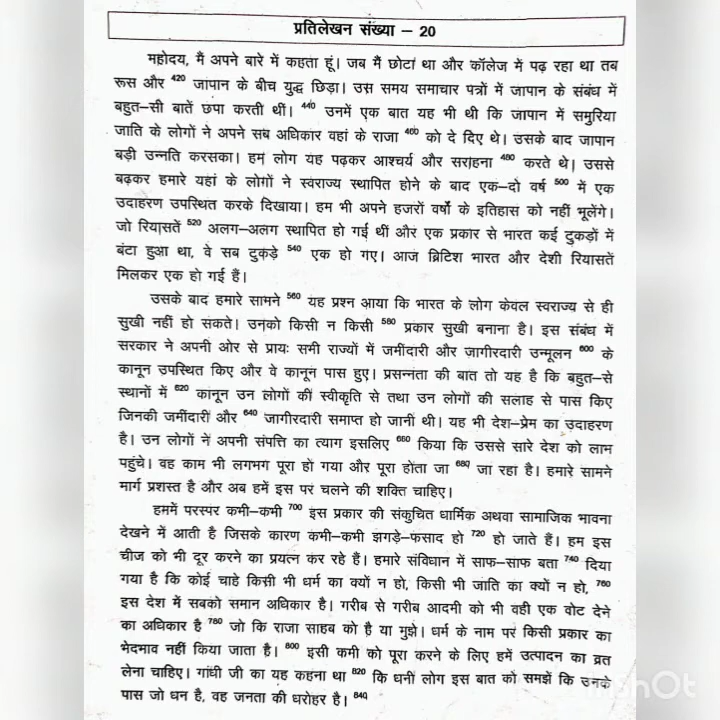 प्रतिलेखन संख्या – 20
महोदय, मैं अपने बारे में कहता हूं। जब मैं छोटा था और कॉलेज में पढ़ रहा था तब
रूस और 420 जापान के बीच युद्ध छिड़ा। उस समय समाचार पत्रों में जापान के संबंध में
बहुत–सी बातें छपा करती थीं। 440 उनमें एक बात यह भी थी कि जापान में समुरिया
जाति के लोगों ने अपने सब अधिकार वहां के राजा 460 को दे दिए थे। उसके बाद जापान
बड़ी उन्नति करसका। हम लोग यह पढ़कर आश्चर्य और सराहना 480 करते थे। उससे
बढ़कर हमारे यहां के लोगों ने स्वराज्य स्थापित होने के बाद एक–दो वर्ष 500 में एक
उदाहरण उपस्थित करके दिखाया। हम भी अपने हजरों वर्षों के इतिहास को नहीं भूलेंगे।
जो रियासतें 520 अलग–अलग स्थापित हो गई थीं और एक प्रकार से भारत कई टुकड़ों में
बंटा हुआ था, वे सब टुकड़े 540 एक हो गए। आज ब्रिटिश भारत और देशी रियासतें
मिलकर एक हो गई हैं।
उसके बाद हमारे सामने 560 यह प्रश्न आया कि भारत के लोग केवल स्वराज्य से ही
सुखी नहीं हो सकते। उनको किसी न किसी 580 प्रकार सुखी बनाना है। इस संबंध में
सरकार ने अपनी ओर से प्रायः सभी राज्यों में जमींदारी और जागीरदारी उन्मूलन 600 के
कानून उपस्थित किए और वे कानून पास हुए। प्रसन्नता की बात तो यह है कि बहुत–से
स्थानों में 620 कानून उन लोगों की स्वीकृति से तथा उन लोगों की सलाह से पास किए
जिनकी जमींदारी और 640 जागीरदारी समाप्त हो जानी थी। यह भी देश–प्रेम का उदाहरण
है। उन लोगों ने अपनी संपत्ति का त्याग इसलिए 660 किया कि उससे सारे देश को लाभ
पहुंचे। वह काम भी लगभग पूरा हो गया और पूरा होता जा 680 जा रहा है। हमारे सामने
मार्ग प्रशस्त है और अब हमें इस पर चलने की शक्ति चाहिए।
हममें परस्पर कभी–कभी 700 इस प्रकार की संकुचित धार्मिक अथवा सामाजिक भावना
देखने में आती है जिसके कारण कभी–कभी झगड़े–फसाद हो 720 हो जाते हैं। हम इस
चीज को भी दूर करने का प्रयत्न कर रहे हैं। हमारे संविधान में साफ–साफ बता 740 दिया
गया है कि कोई चाहे किसी भी धर्म का क्यों न हो, किसी भी जाति का क्यों न हो, 760
इस देश में सबको समान अधिकार है। गरीब से गरीब आदमी को भी वही एक वोट देने
का अधिकार है 780 जो कि राजा साहब को है या मुझे। धर्म के नाम पर किसी प्रकार का
भेदभाव नहीं किया जाता है। 800 इसी कमी को पूरा करने के लिए हमें उत्पादन का व्रत
लेना चाहिए। गांधी जी का यह कहना था 820 कि धनी लोग इस बात को समझें कि उनके
पास जो धन है, वह जनता की धरोहर है। 840